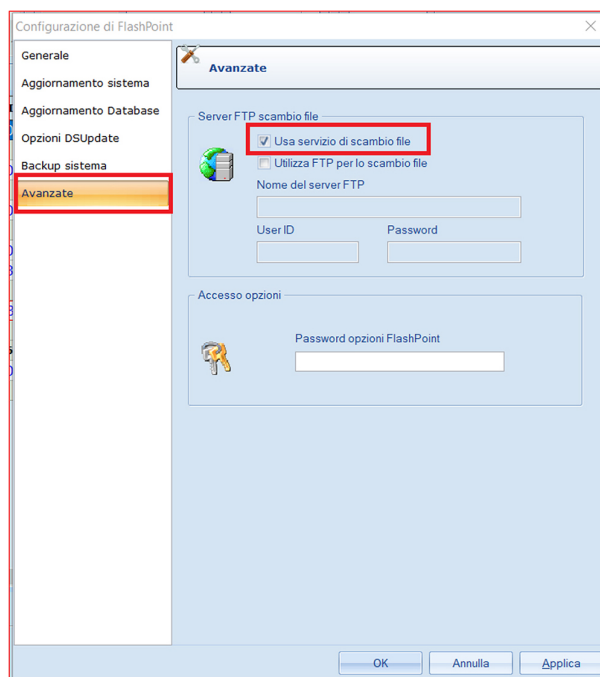 Configurazione di FlashPoint
Generale
Aggiornamento sistema
Aggiornamento Database
Opzioni DSUpdate
Backup sistema
Avanzate
Avanzate
Server FTP scambio file
Usa servizio di scambio file
Utilizza FTP per lo scambio file
Nome del server FTP
User ID Password
Accesso opzioni
Password opzioni FlashPoint
OK Annulla Applica